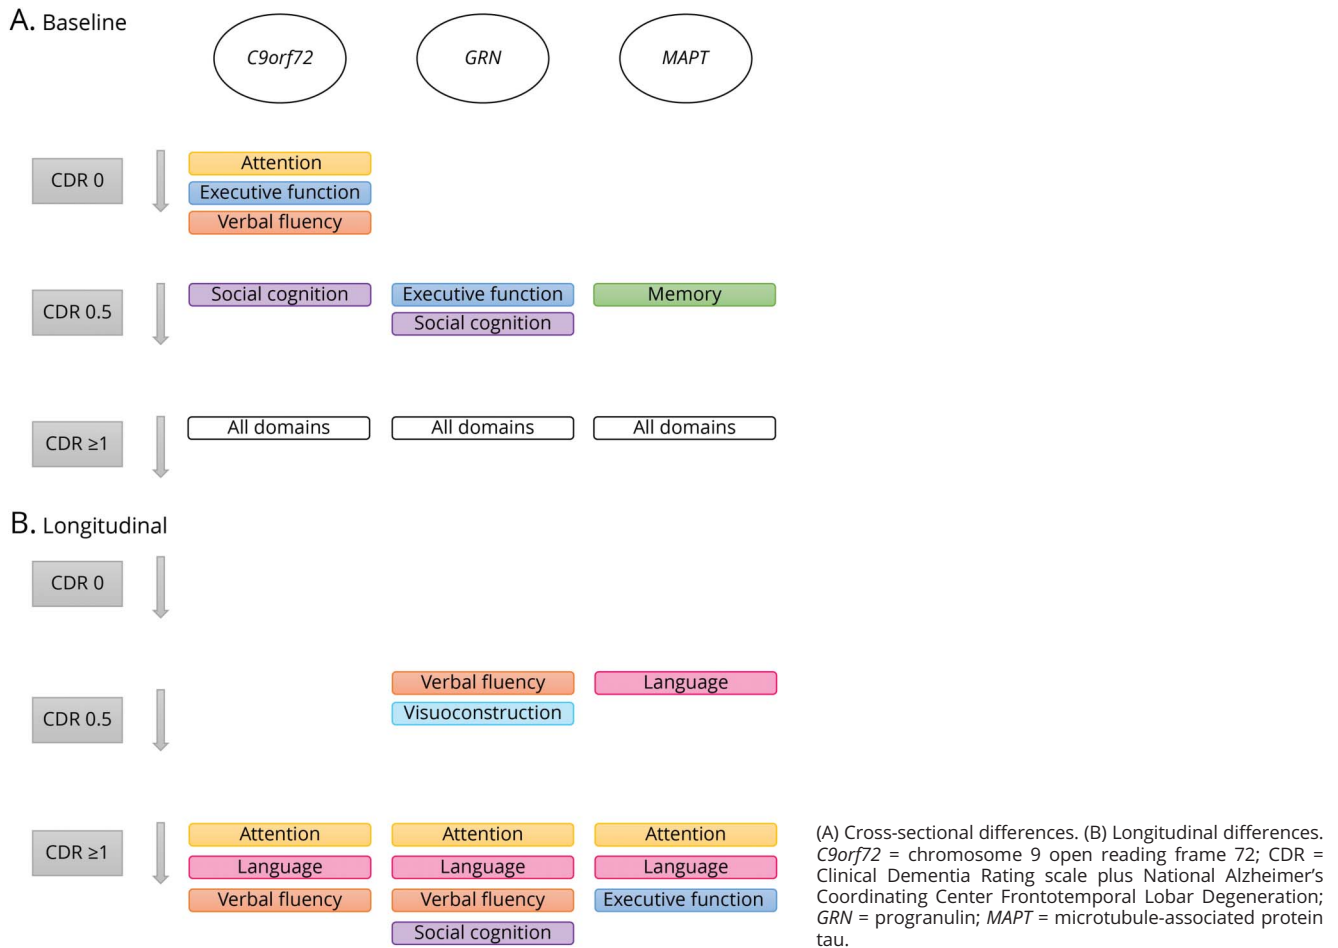 A. Baseline
C9orf72
GRN
MAPT
CDR 0
Attention
Executive function
Verbal fluency
CDR 0.5
Social cognition
Executive function
Memory
Social cognition
CDR ≥1
All domains
All domains
All domains
B. Longitudinal
CDR 0
CDR 0.5
Verbal fluency
Language
Visuoconstruction
CDR ≥1
Attention
Attention
Attention
Language
Language
Language
Verbal fluency
Verbal fluency
Executive function
Social cognition
(A) Cross-sectional differences. (B) Longitudinal differences.
C9orf72 = chromosome 9 open reading frame 72; CDR =
Clinical Dementia Rating scale plus National Alzheimer's
Coordinating Center Frontotemporal Lobar Degeneration;
GRN = progranulin; MAPT = microtubule-associated protein
tau.